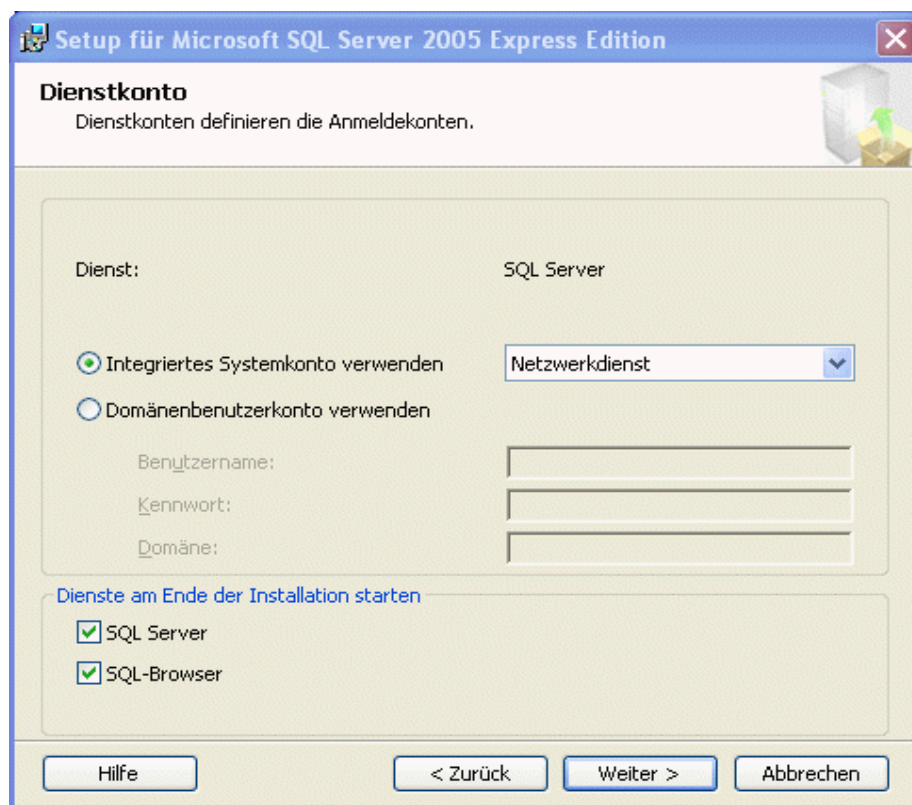 Setup für Microsoft SQL Server 2005 Express Edition
Dienstkonto
Dienstkonten definieren die Anmeldekonten.
Dienst: SQL Server
Integriertes Systemkonto verwenden Netzwerkdienst
Domänenbenutzerkonto verwenden
Benutzername:
Kennwort:
Domäne:
Dienste am Ende der Installation starten
SQL Server
SQL-Browser
Hilfe < Zurück Weiter > Abbrechen